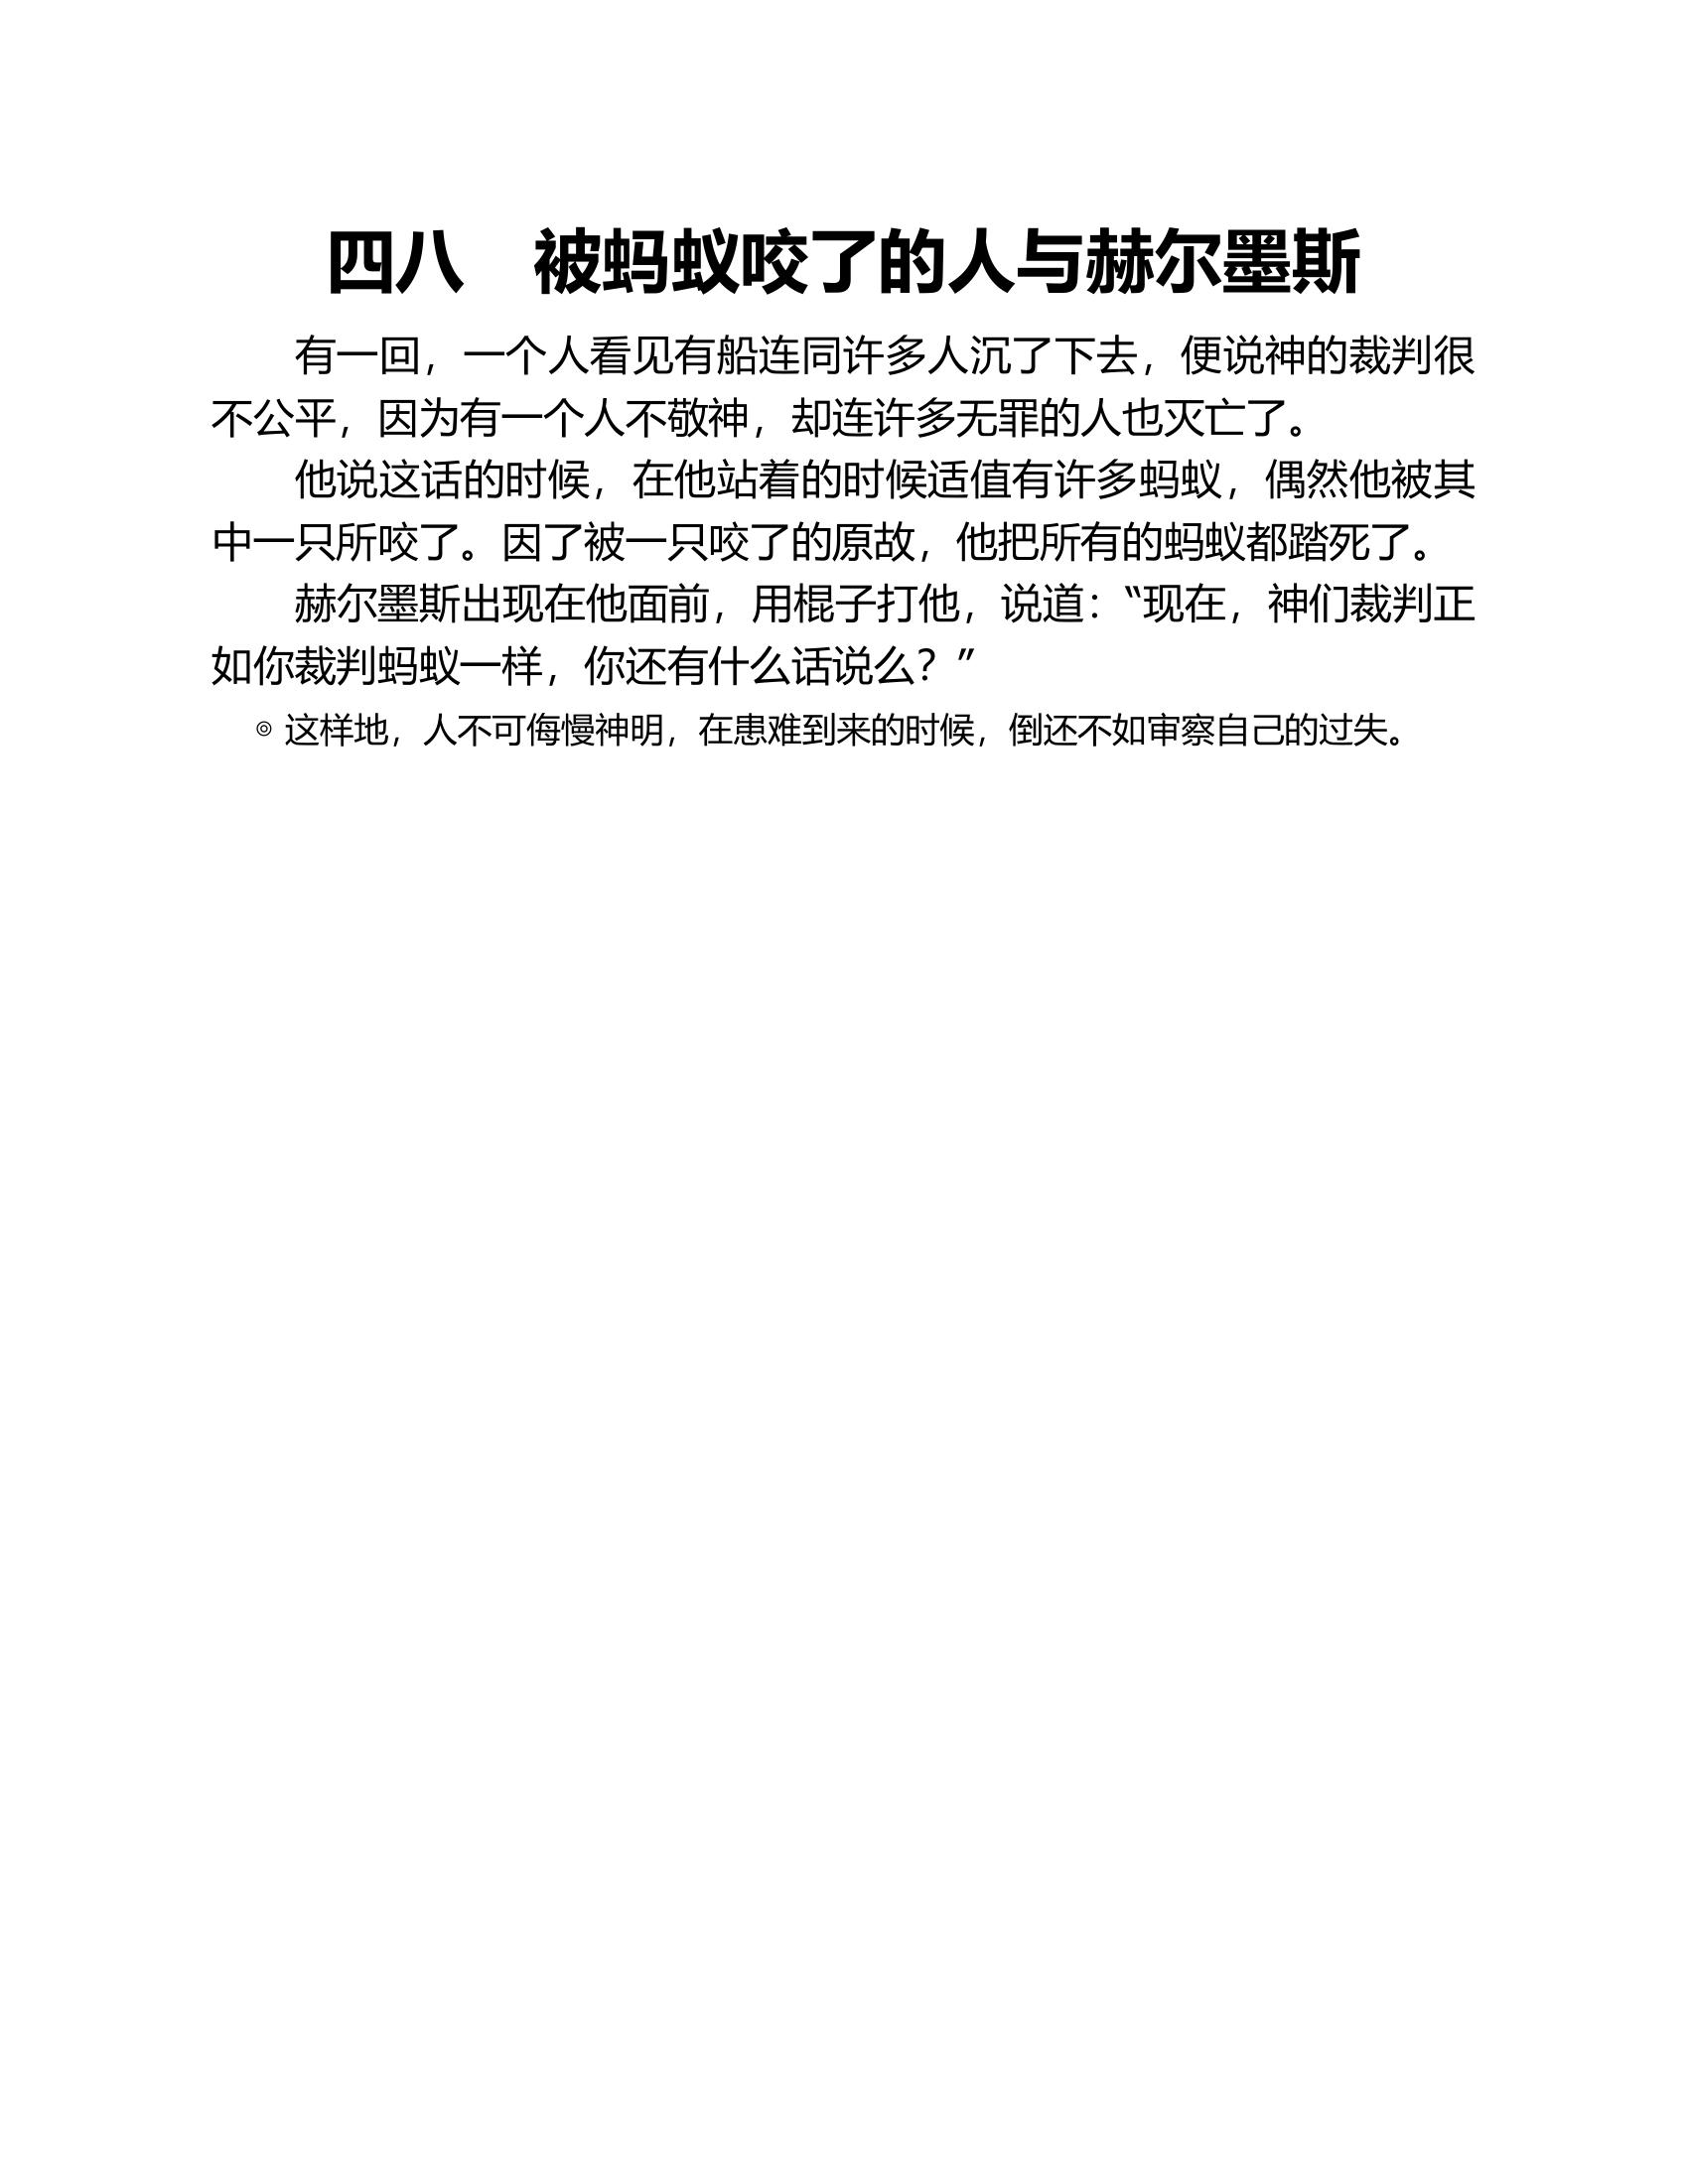 四八　被蚂蚁咬了的人与赫尔墨斯
有一回，一个人看见有船连同许多人沉了下去，便说神的裁判很
不公平，因为有一个人不敬神，却连许多无罪的人也灭亡了。
他说这话的时候，在他站着的时候适值有许多蚂蚁，偶然他被其
中一只所咬了。因了被一只咬了的原故，他把所有的蚂蚁都踏死了。
赫尔墨斯出现在他面前，用棍子打他，说道：“现在，神们裁判正
如你裁判蚂蚁一样，你还有什么话说么？”
◎ 这样地，人不可侮慢神明，在患难到来的时候，倒还不如审察自己的过失。